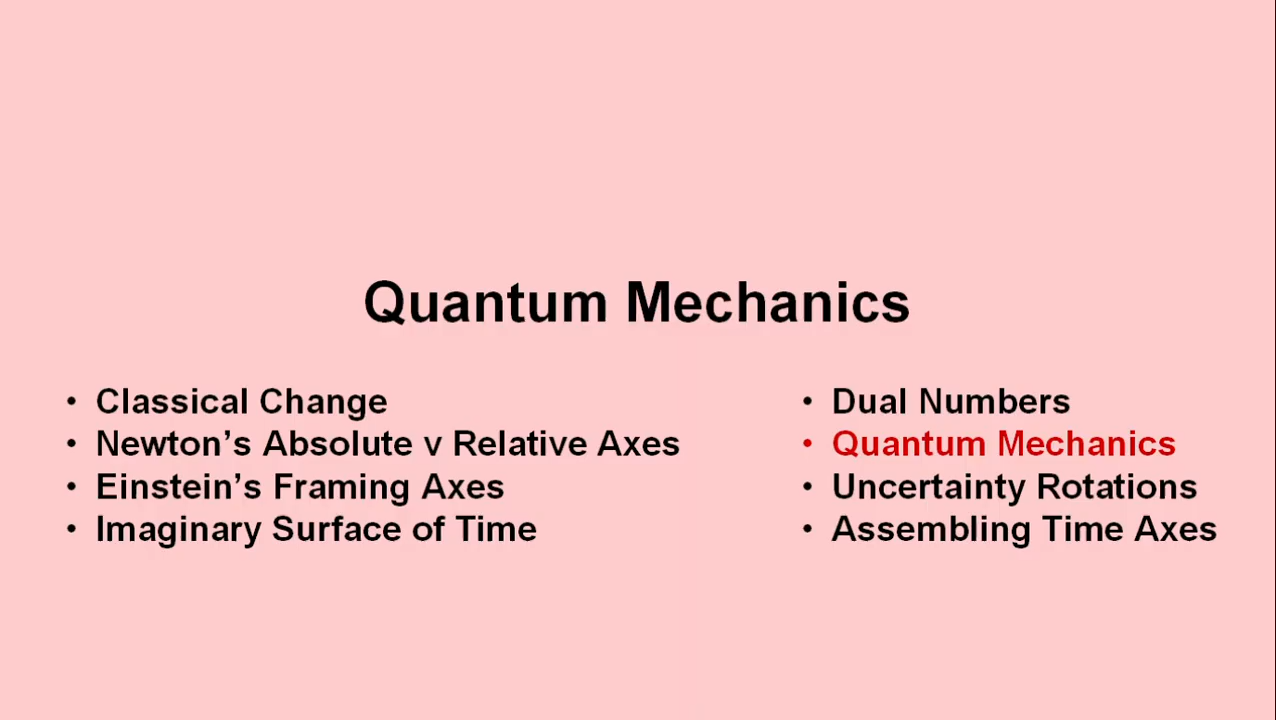 Quantum Mechanics
• Classical Change
• Newton’s Absolute v Relative Axes
• Einstein’s Framing Axes
• Imaginary Surface of Time
• Dual Numbers
• Quantum Mechanics
• Uncertainty Rotations
• Assembling Time Axes